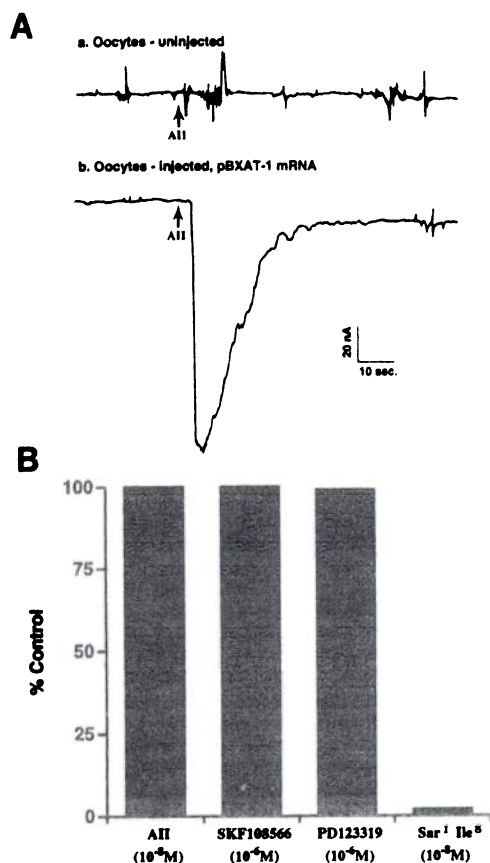 A
a. Oocytes - uninjected
AII
b. Oocytes - injected, pBXAT-1 mRNA
AII
20 nA
10 sec.
B
% Control
100
75
50
25
0
AII SKF108566 PD123319 Sar¹ Ile⁸
(10⁻⁸M) (10⁻⁶M) (10⁻⁶M) (10⁻⁸M)